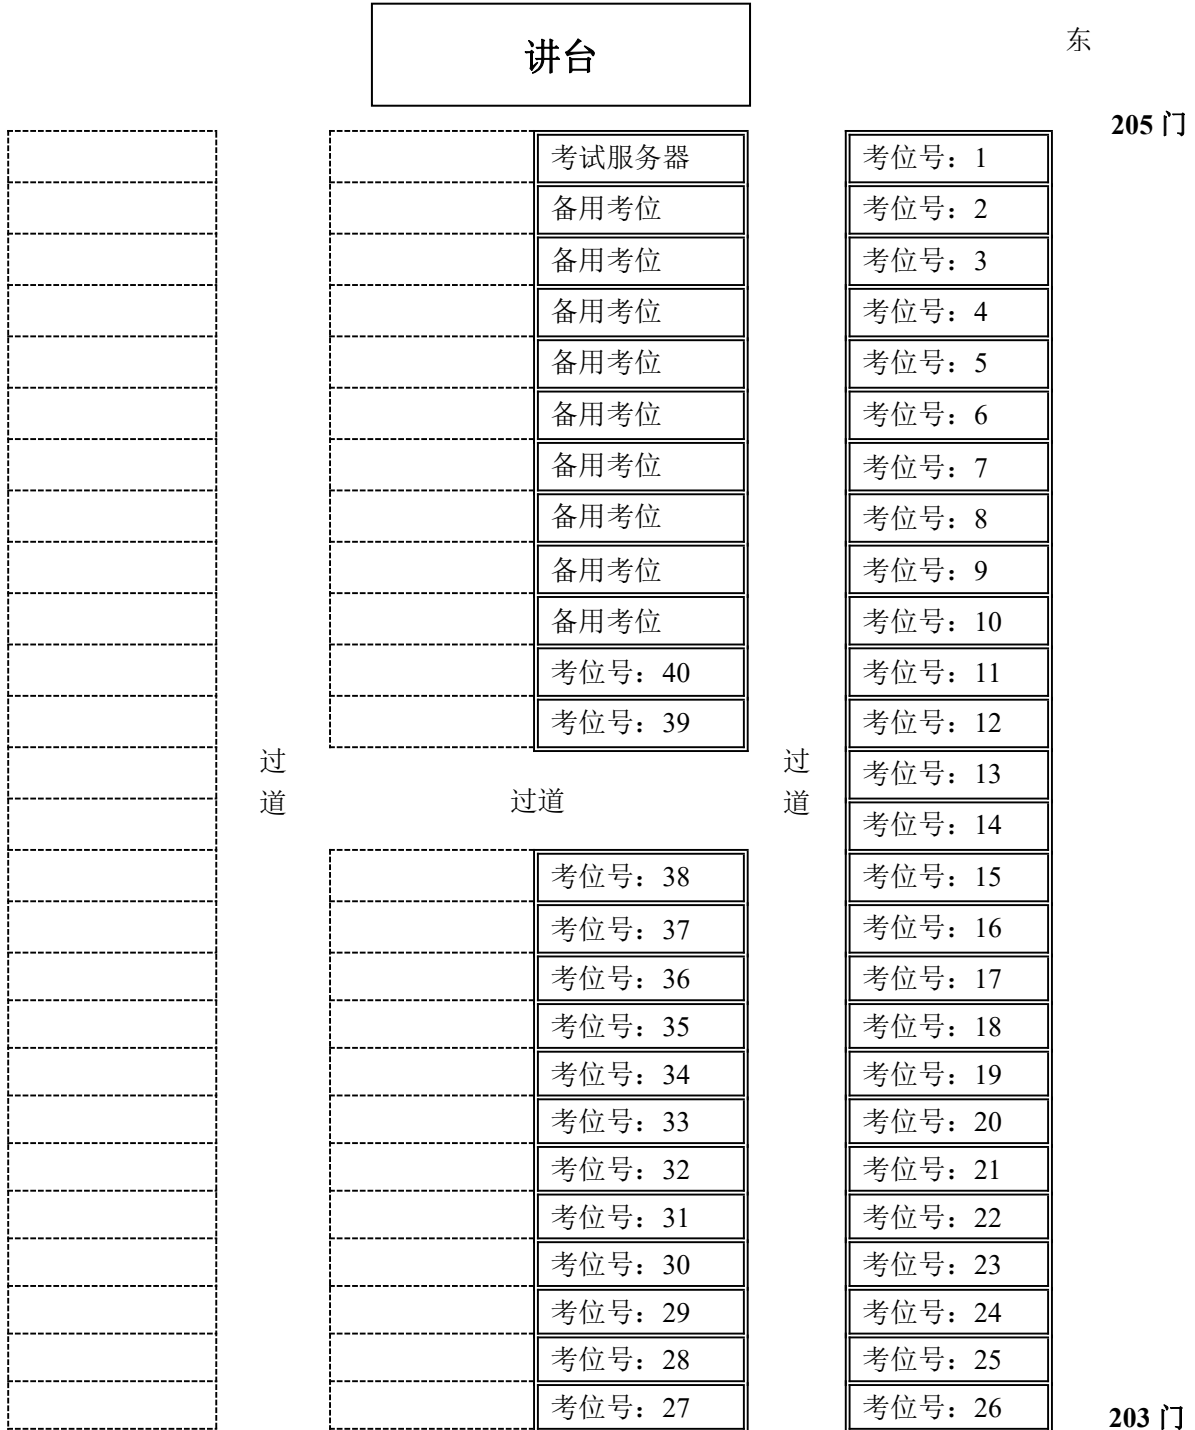 讲台
东
205 门
考试服务器 考位号：1
备用考位 考位号：2
备用考位 考位号：3
备用考位 考位号：4
备用考位 考位号：5
备用考位 考位号：6
备用考位 考位号：7
备用考位 考位号：8
备用考位 考位号：9
备用考位 考位号：10
考位号：40 考位号：11
考位号：39 考位号：12
过道 过道 过道 考位号：13
考位号：14
考位号：38 考位号：15
考位号：37 考位号：16
考位号：36 考位号：17
考位号：35 考位号：18
考位号：34 考位号：19
考位号：33 考位号：20
考位号：32 考位号：21
考位号：31 考位号：22
考位号：30 考位号：23
考位号：29 考位号：24
考位号：28 考位号：25
考位号：27 考位号：26
203 门